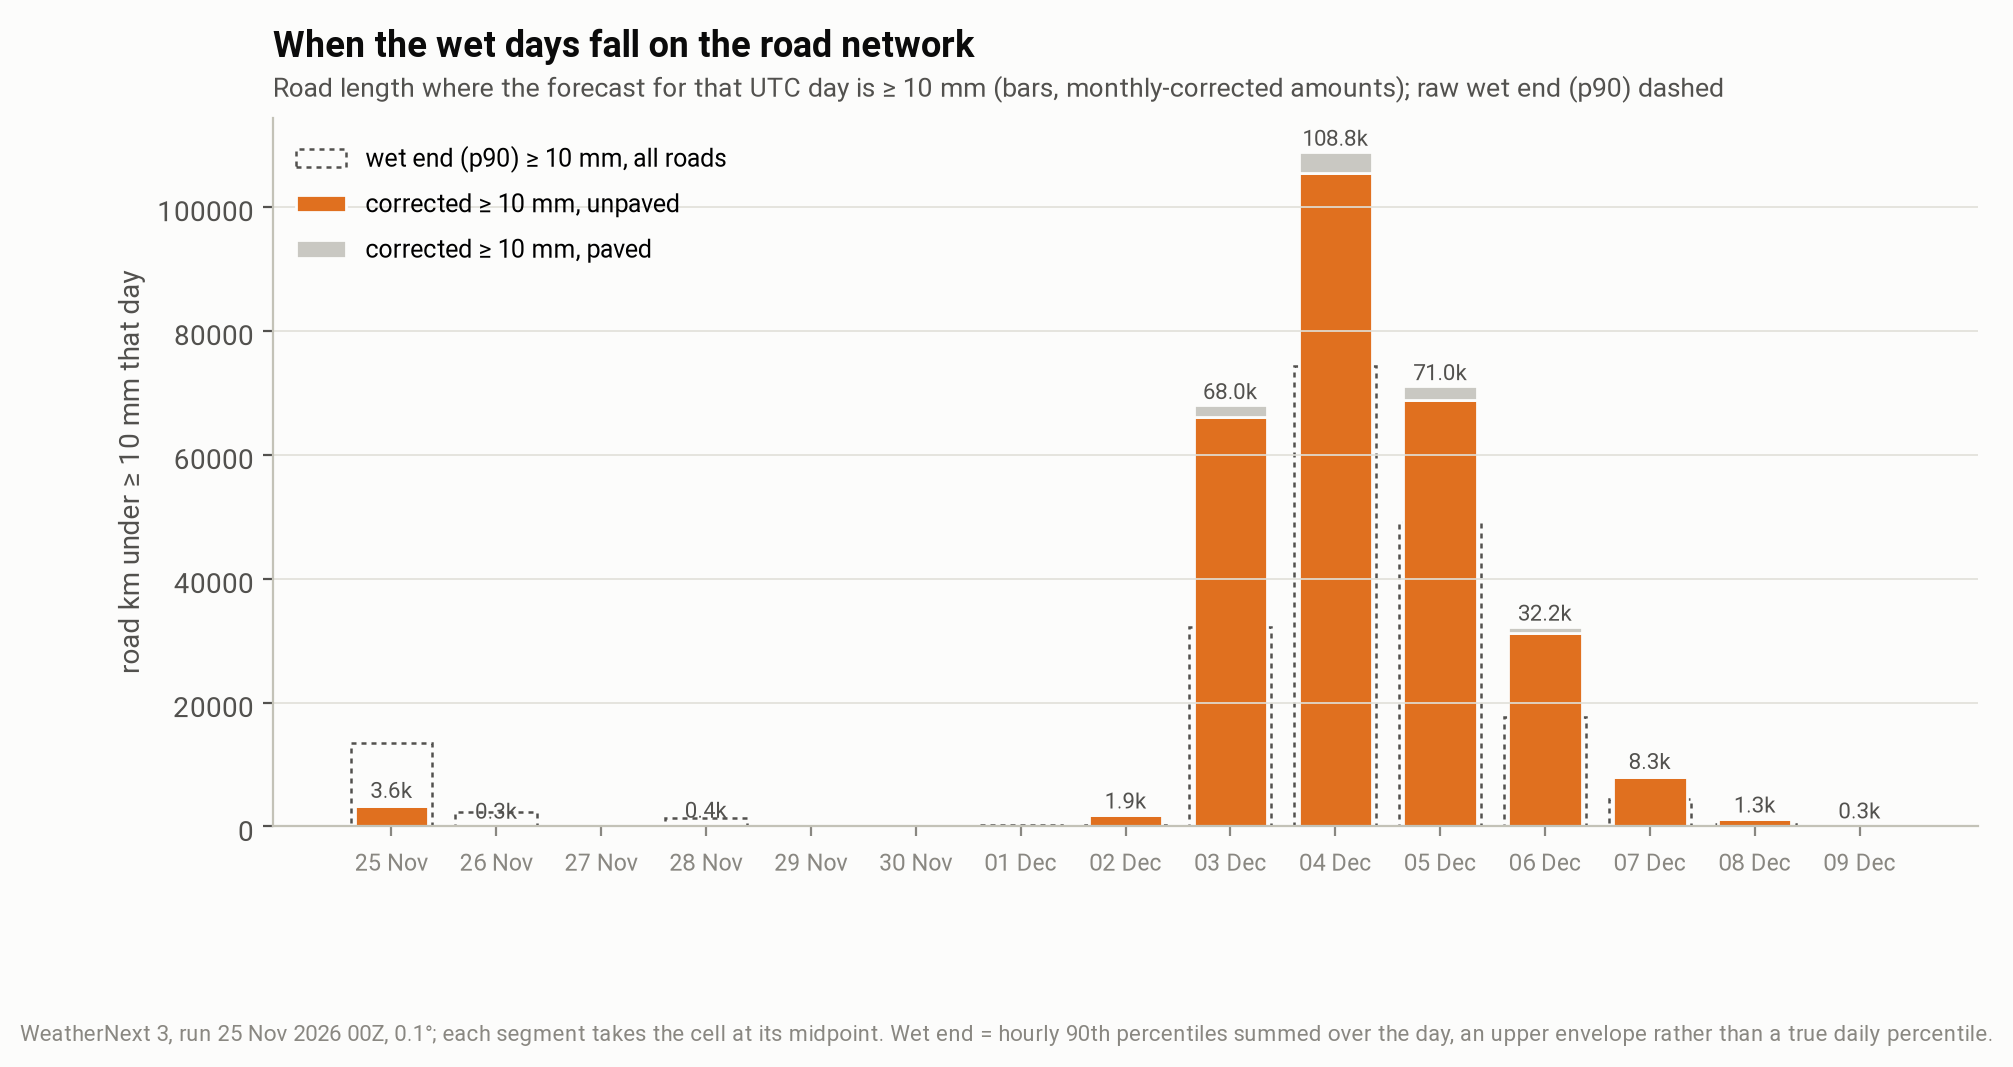 When the wet days fall on the road network
Road length where the forecast for that UTC day is ≥ 10 mm (bars, monthly-corrected amounts); raw wet end (p90) dashed
wet end (p90) ≥ 10 mm, all roads
corrected ≥ 10 mm, unpaved
corrected ≥ 10 mm, paved
road km under ≥ 10 mm that day
100000
80000
60000
40000
20000
0
3.6k
0.3k
0.4k
1.9k
68.0k
108.8k
71.0k
32.2k
8.3k
1.3k
0.3k
25 Nov
26 Nov
27 Nov
28 Nov
29 Nov
30 Nov
01 Dec
02 Dec
03 Dec
04 Dec
05 Dec
06 Dec
07 Dec
08 Dec
09 Dec
WeatherNext 3, run 25 Nov 2026 00Z, 0.1°; each segment takes the cell at its midpoint. Wet end = hourly 90th percentiles summed over the day, an upper envelope rather than a true daily percentile.